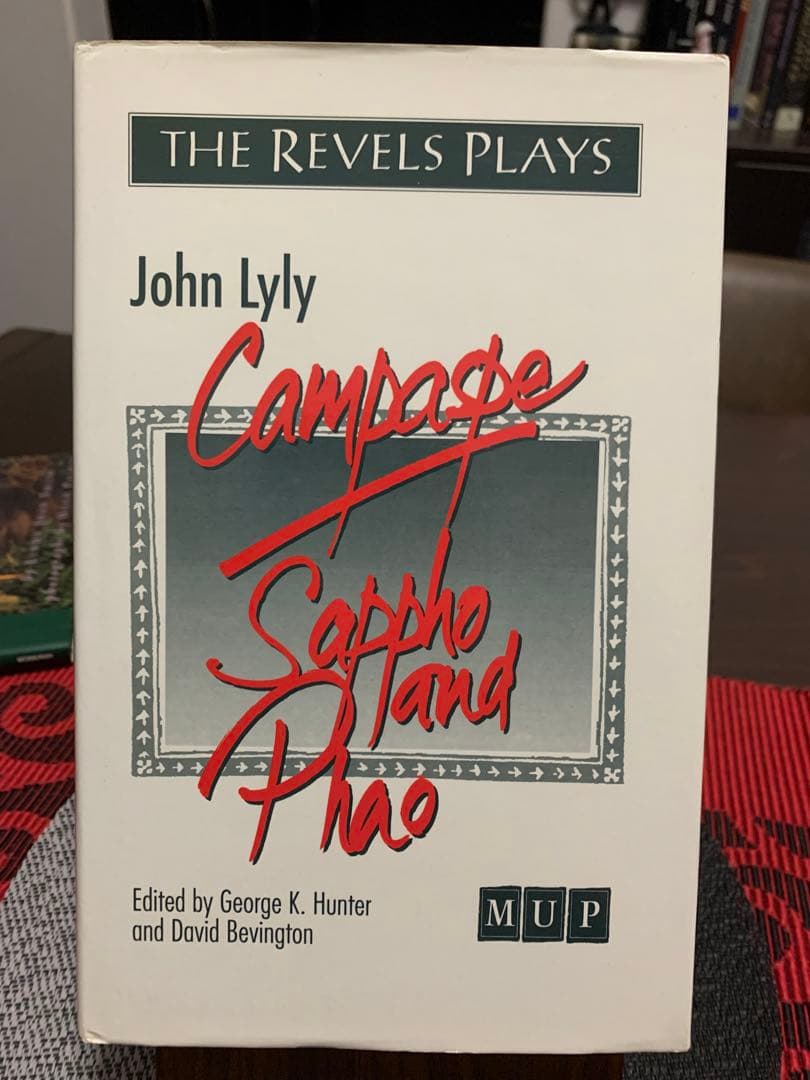 THE REVELS PLAYS
John Lyly
Campaspe
Sappho
and
Phao
Edited by George K. Hunter
and David Bevington
MUP